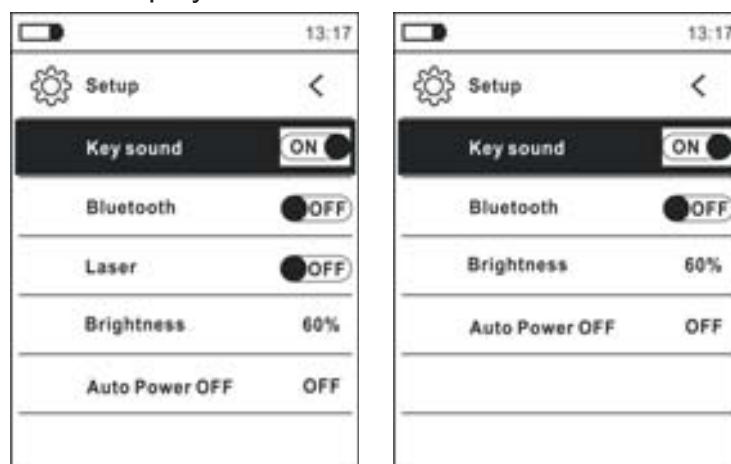 13:17
Setup
Key sound ON
Bluetooth OFF
Laser OFF
Brightness 60%
Auto Power OFF OFF
13:17
Setup
Key sound ON
Bluetooth OFF
Brightness 60%
Auto Power OFF OFF